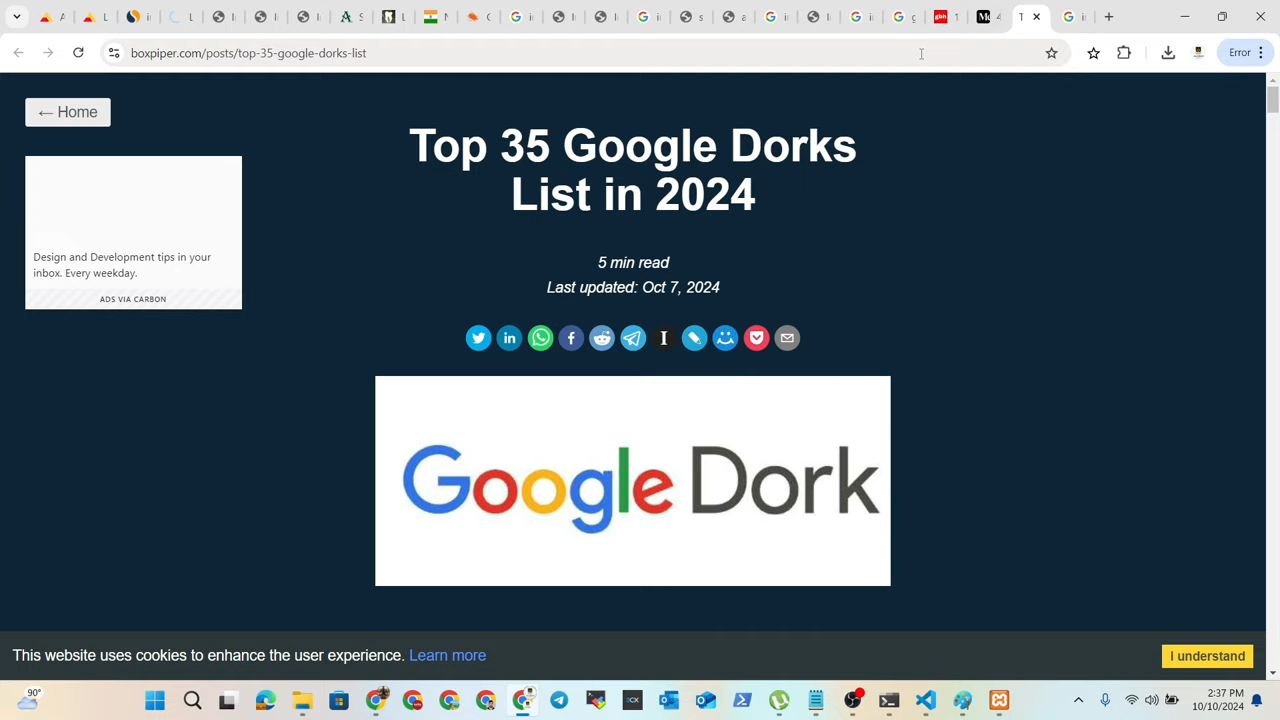 boxpiper.com/posts/top-35-google-dorks-list
Error
← Home
Top 35 Google Dorks
List in 2024
5 min read
Last updated: Oct 7, 2024
Design and Development tips in your
inbox. Every weekday.
ADS VIA CARBON
Google Dork
This website uses cookies to enhance the user experience. Learn more
I understand
90°
2:37 PM
10/10/2024